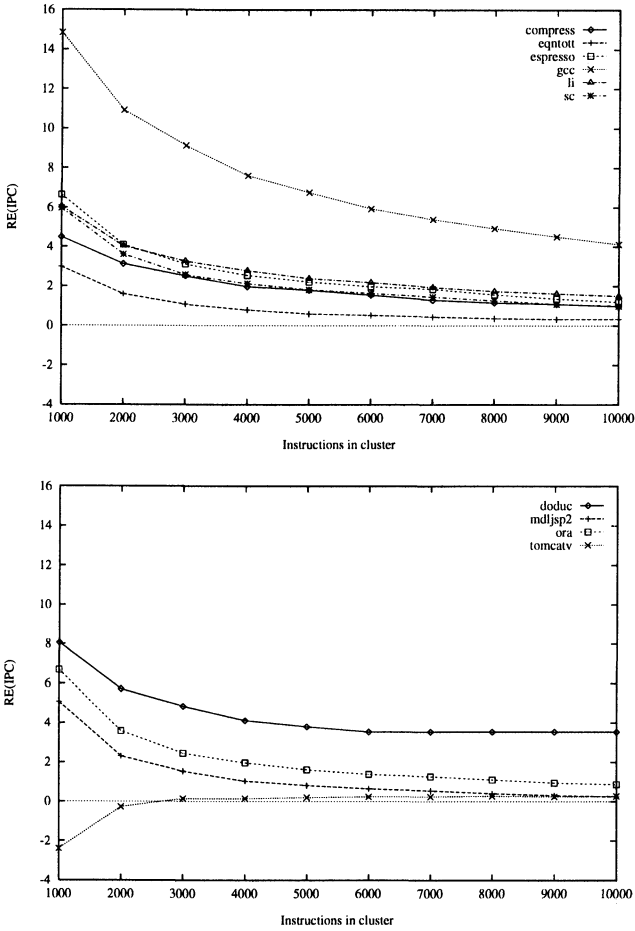 16
14
12
10
8
6
4
2
0
-2
-4
RE(IPC)
compress
eqntott
espresso
gcc
li
sc
1000 2000 3000 4000 5000 6000 7000 8000 9000 10000
Instructions in cluster
16
14
12
10
8
6
4
2
0
-2
-4
RE(IPC)
doduc
mdljsp2
ora
tomcatv
1000 2000 3000 4000 5000 6000 7000 8000 9000 10000
Instructions in cluster